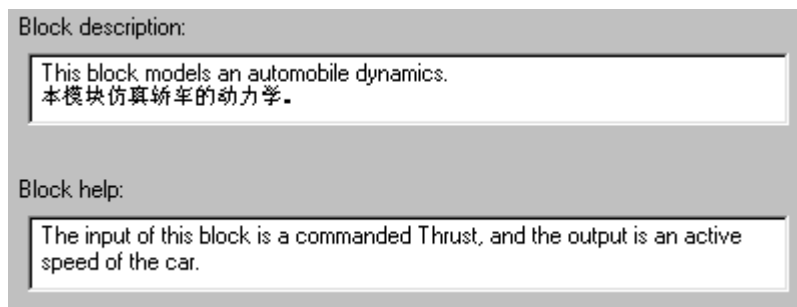 Block description:
This block models an automobile dynamics.
本模块仿真轿车的动力学。
Block help:
The input of this block is a commanded Thrust, and the output is an active
speed of the car.